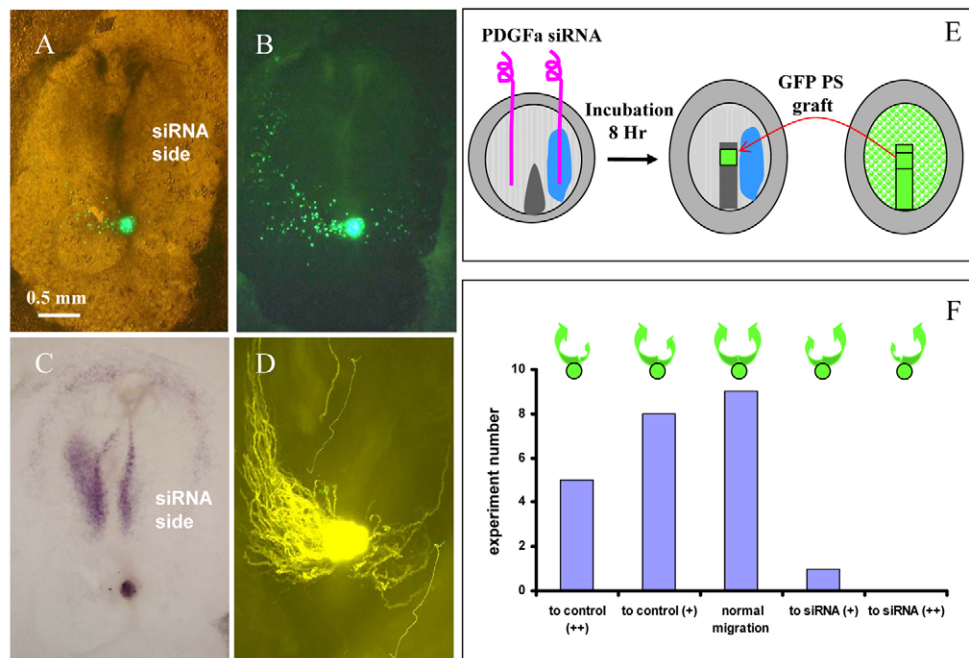 A
siRNA
side
0.5 mm
B
C
siRNA
side
D
E
PDGFa siRNA
Incubation
8 Hr
GFP PS
graft
F
experiment number
10
8
6
4
2
0
to control
(++)
to control (+)
normal
migration
to siRNA (+)
to siRNA (++)